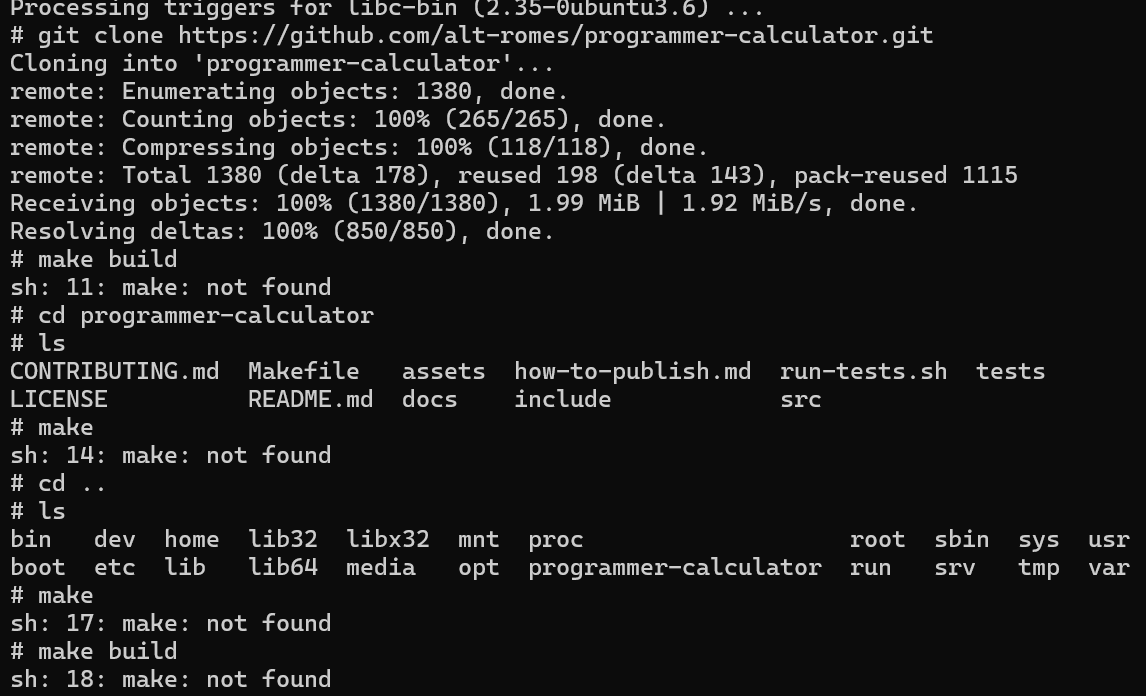 Processing triggers for libc-bin (2.35-0ubuntu3.6) ...
# git clone https://github.com/alt-romes/programmer-calculator.git
Cloning into 'programmer-calculator'...
remote: Enumerating objects: 1380, done.
remote: Counting objects: 100% (265/265), done.
remote: Compressing objects: 100% (118/118), done.
remote: Total 1380 (delta 178), reused 198 (delta 143), pack-reused 1115
Receiving objects: 100% (1380/1380), 1.99 MiB | 1.92 MiB/s, done.
Resolving deltas: 100% (850/850), done.
# make build
sh: 11: make: not found
# cd programmer-calculator
# ls
CONTRIBUTING.md  Makefile   assets  how-to-publish.md  run-tests.sh  tests
LICENSE          README.md  docs    include            src
# make
sh: 14: make: not found
# cd ..
# ls
bin   dev  home  lib32  libx32  mnt  proc                   root  sbin  sys  usr
boot  etc  lib   lib64  media   opt  programmer-calculator  run   srv   tmp  var
# make
sh: 17: make: not found
# make build
sh: 18: make: not found